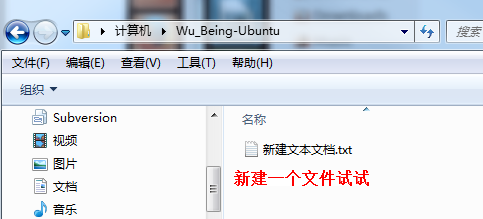 计算机 Wu_Being-Ubuntu 搜索
文件(F) 编辑(E) 查看(V) 工具(T) 帮助(H)
组织
Subversion
视频
图片
文档
音乐
名称
新建文本文档.txt
新建一个文件试试